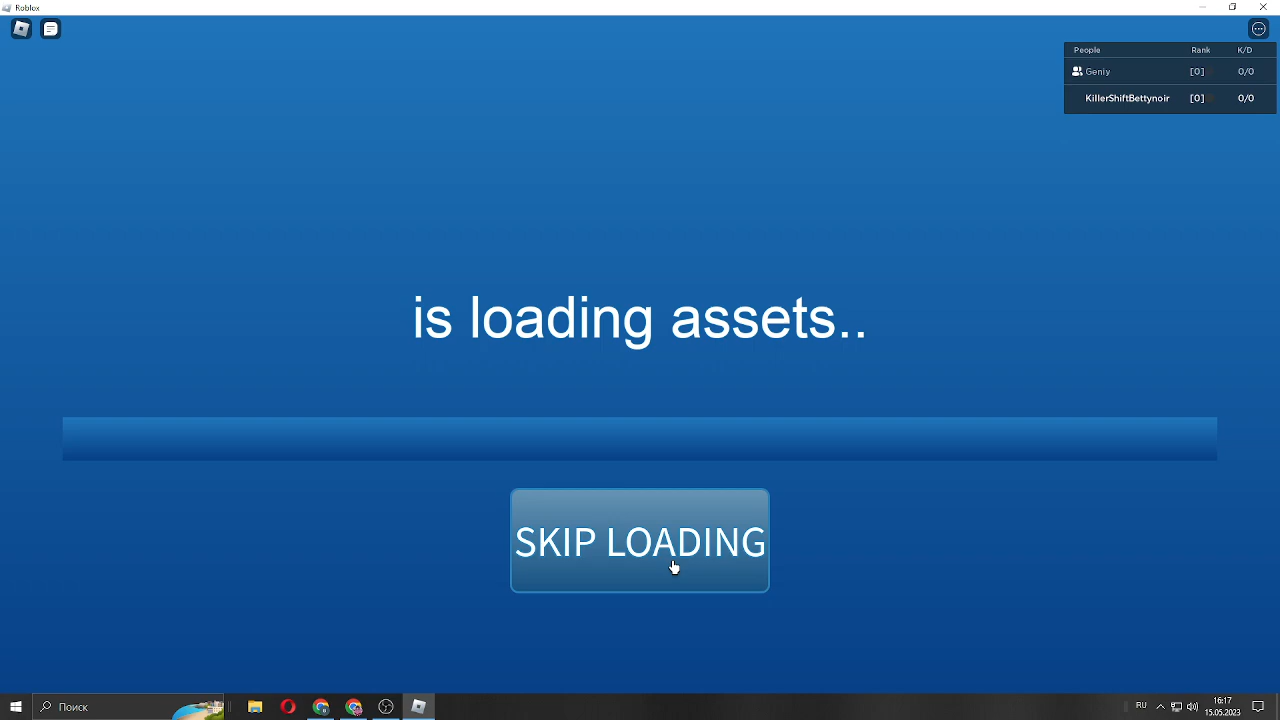 Roblox
People Rank K/D
Geniy [0] 0/0
KillerShiftBettynoir [0] 0/0
is loading assets..
SKIP LOADING
Поиск
RU
16:17
15.05.2023